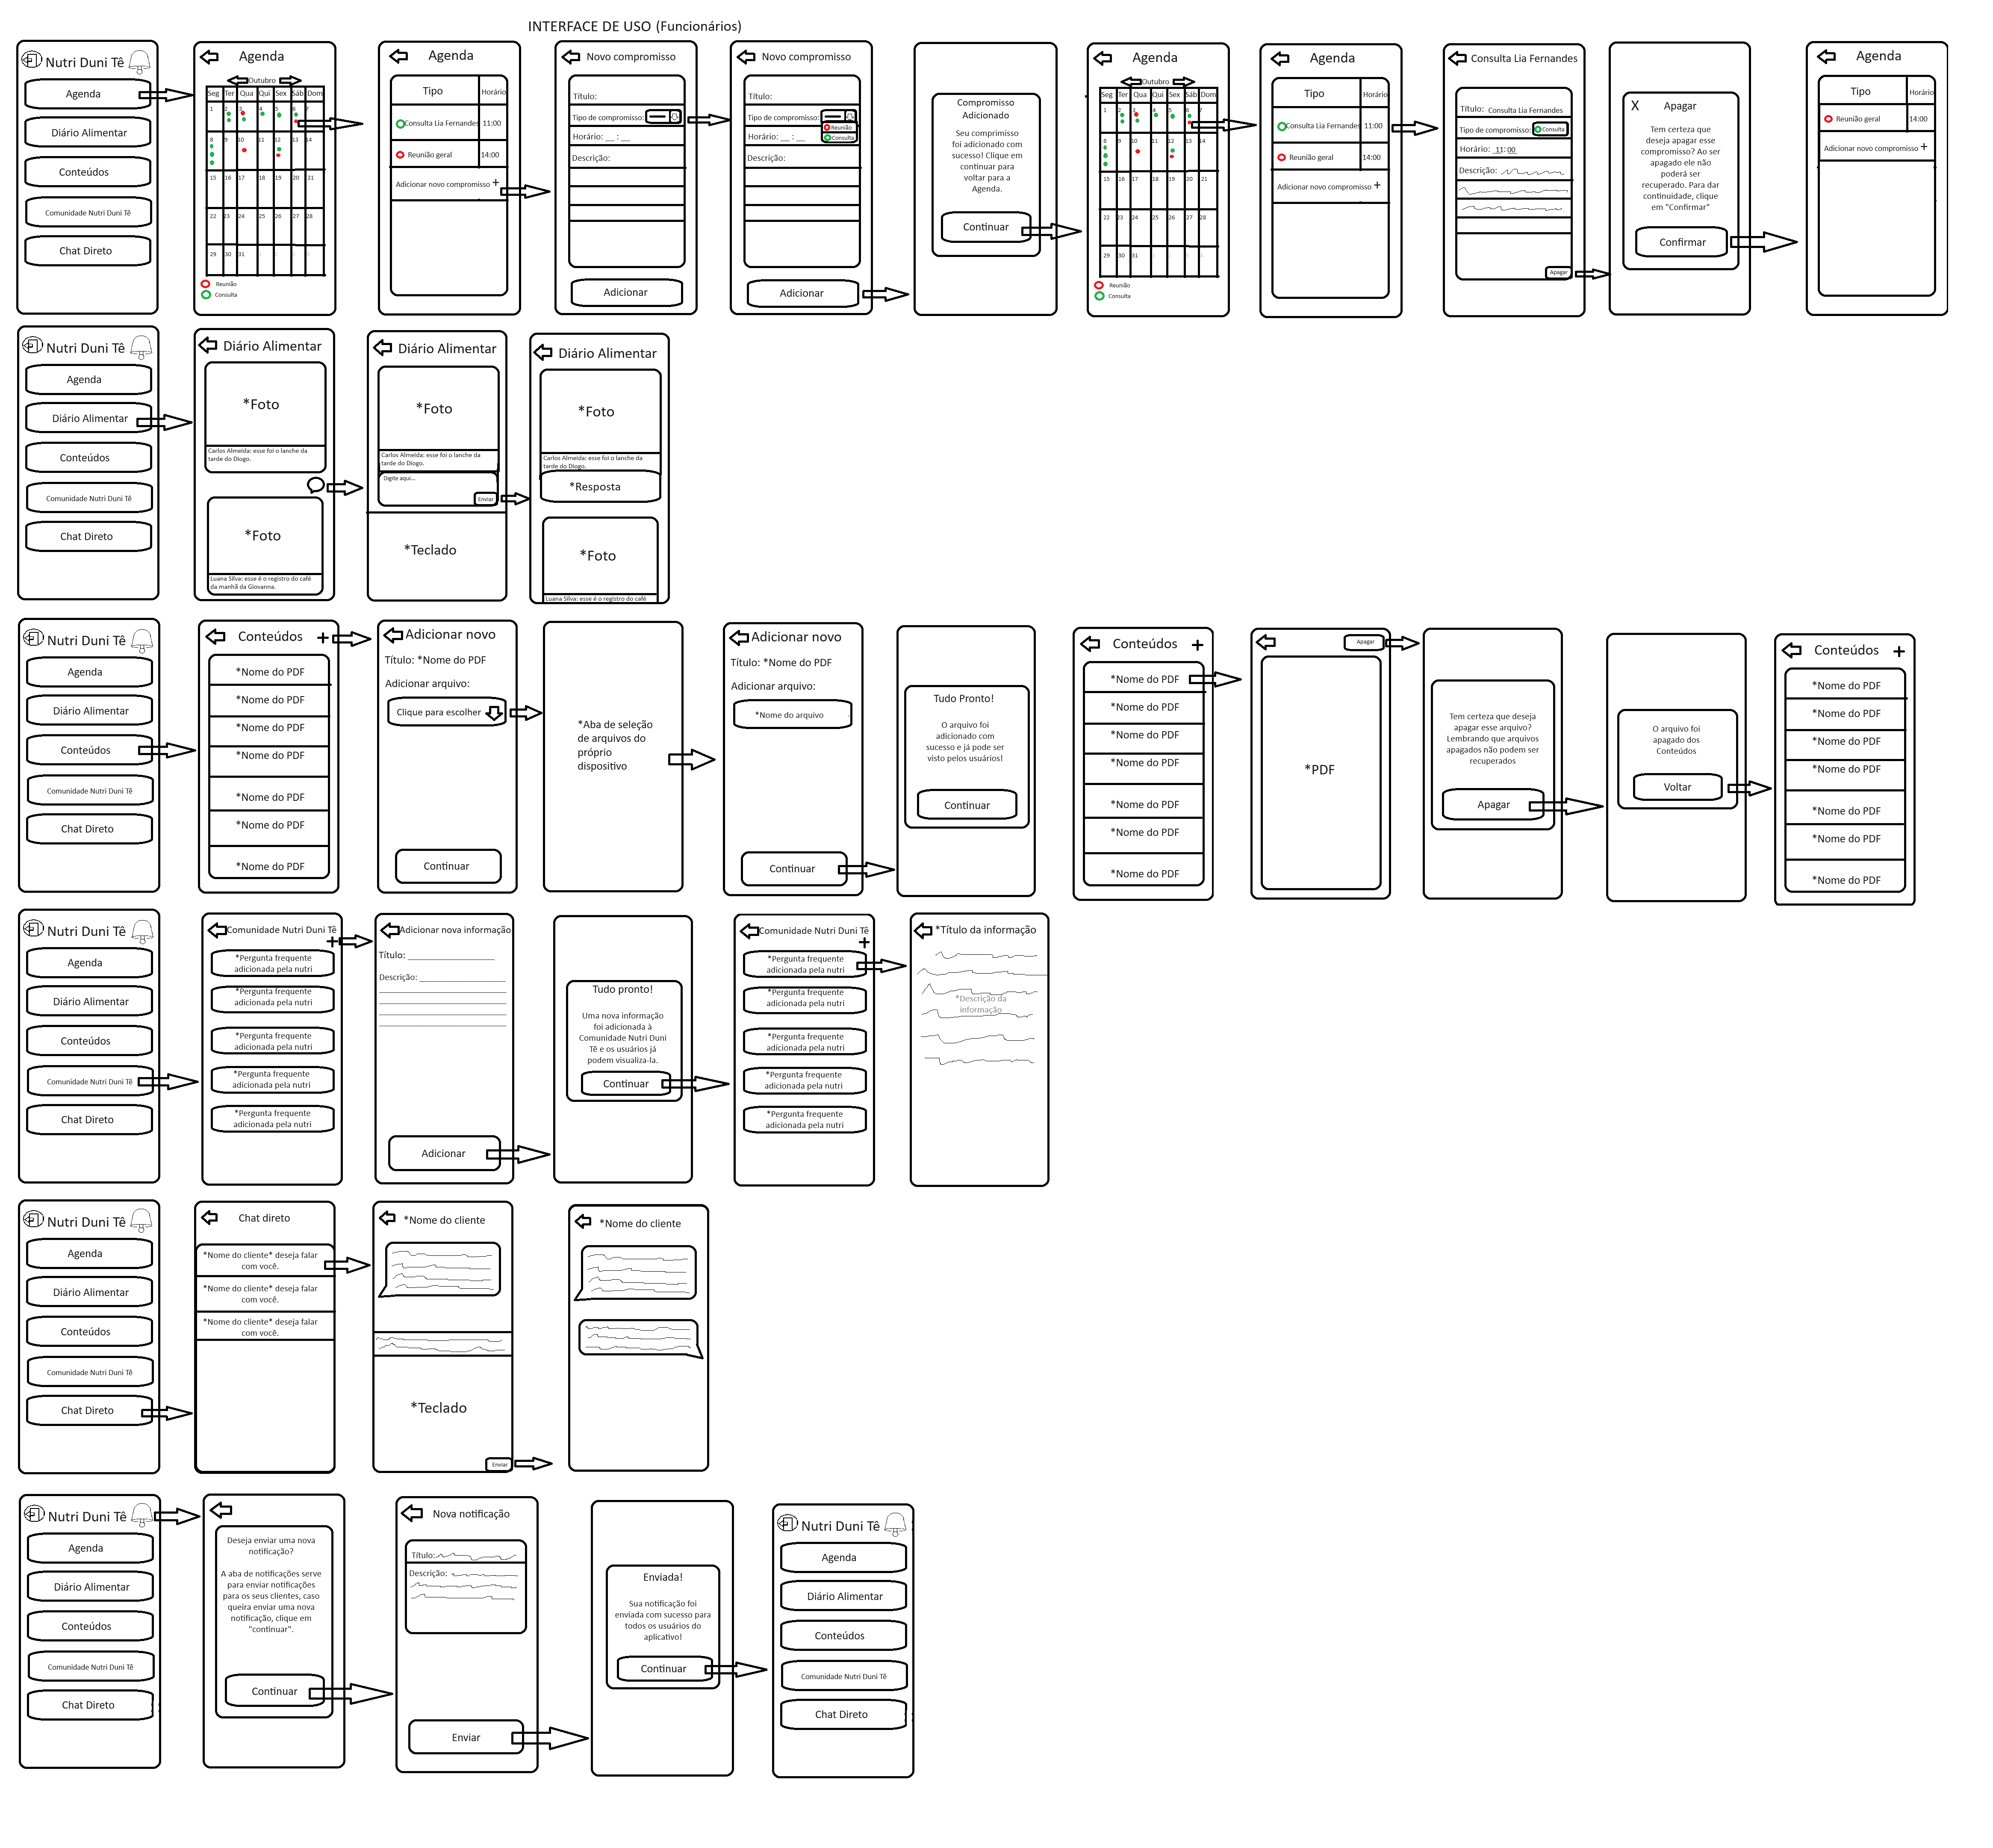 INTERFACE DE USO (Funcionários)
Nutri Duni Tê
Agenda
Diário Alimentar
Conteúdos
Comunidade Nutri Duni Tê
Chat Direto
Agenda
Outubro
Seg Ter Qua Qui Sex Sáb Dom
1 2 3 4 5 6 7
8 9 10 11 12 13 14
15 16 17 18 19 20 21
22 23 24 25 26 27 28
29 30 31
Reunião
Consulta
Agenda
Tipo Horário
Consulta Lia Fernandes 11:00
Reunião geral 14:00
Adicionar novo compromisso +
Novo compromisso
Título:
Tipo de compromisso:
Horário: __ : __
Descrição:
Adicionar
Novo compromisso
Título:
Tipo de compromisso:
Reunião
Horário: __ : __ Consulta
Descrição:
Adicionar
Compromisso
Adicionado
Seu comprimisso
foi adicionado com
sucesso! Clique em
continuar para
voltar para a
Agenda.
Continuar
Agenda
Outubro
Seg Ter Qua Qui Sex Sáb Dom
1 2 3 4 5 6 7
8 9 10 11 12 13 14
15 16 17 18 19 20 21
22 23 24 25 26 27 28
29 30 31
Reunião
Consulta
Agenda
Tipo Horário
Consulta Lia Fernandes 11:00
Reunião geral 14:00
Adicionar novo compromisso +
Consulta Lia Fernandes
Título: Consulta Lia Fernandes
Tipo de compromisso: Consulta
Horário: 11:00
Descrição:
Apagar
X Apagar
Tem certeza que
deseja apagar esse
compromisso? Ao ser
apagado ele não
poderá ser
recuperado. Para dar
continuidade, clique
em "Confirmar"
Confirmar
Agenda
Tipo Horário
Reunião geral 14:00
Adicionar novo compromisso +
Nutri Duni Tê
Agenda
Diário Alimentar
Conteúdos
Comunidade Nutri Duni Tê
Chat Direto
Diário Alimentar
*Foto
Carlos Almeida: esse foi o lanche da
tarde do Diogo.
*Foto
Luana Silva: esse é o registro do café
da manhã da Giovanna.
Diário Alimentar
*Foto
Carlos Almeida: esse foi o lanche da
tarde do Diogo.
Digite aqui...
Enviar
*Teclado
Diário Alimentar
*Foto
Carlos Almeida: esse foi o lanche da
tarde do Diogo.
*Resposta
*Foto
Luana Silva: esse é o registro do café
Nutri Duni Tê
Agenda
Diário Alimentar
Conteúdos
Comunidade Nutri Duni Tê
Chat Direto
Conteúdos +
*Nome do PDF
*Nome do PDF
*Nome do PDF
*Nome do PDF
*Nome do PDF
*Nome do PDF
*Nome do PDF
Adicionar novo
Título: *Nome do PDF
Adicionar arquivo:
Clique para escolher
Continuar
*Aba de seleção
de arquivos do
próprio
dispositivo
Adicionar novo
Título: *Nome do PDF
Adicionar arquivo:
*Nome do arquivo
Continuar
Tudo Pronto!
O arquivo foi
adicionado com
sucesso e já pode ser
visto pelos usuários!
Continuar
Conteúdos +
*Nome do PDF
*Nome do PDF
*Nome do PDF
*Nome do PDF
*Nome do PDF
*Nome do PDF
*Nome do PDF
Apagar
*PDF
Tem certeza que deseja
apagar esse arquivo?
Lembrando que arquivos
apagados não podem ser
recuperados
Apagar
O arquivo foi
apagado dos
Conteúdos
Voltar
Conteúdos +
*Nome do PDF
*Nome do PDF
*Nome do PDF
*Nome do PDF
*Nome do PDF
*Nome do PDF
*Nome do PDF
Nutri Duni Tê
Agenda
Diário Alimentar
Conteúdos
Comunidade Nutri Duni Tê
Chat Direto
Comunidade Nutri Duni Tê
+
*Pergunta frequente
adicionada pela nutri
*Pergunta frequente
adicionada pela nutri
*Pergunta frequente
adicionada pela nutri
*Pergunta frequente
adicionada pela nutri
*Pergunta frequente
adicionada pela nutri
Adicionar nova informação
Título:
Descrição:
Adicionar
Tudo pronto!
Uma nova informação
foi adicionada à
Comunidade Nutri Duni
Tê e os usuários já
podem visualiza-la.
Continuar
Comunidade Nutri Duni Tê
+
*Pergunta frequente
adicionada pela nutri
*Pergunta frequente
adicionada pela nutri
*Pergunta frequente
adicionada pela nutri
*Pergunta frequente
adicionada pela nutri
*Pergunta frequente
adicionada pela nutri
*Título da informação
*Descrição da
informação
Nutri Duni Tê
Agenda
Diário Alimentar
Conteúdos
Comunidade Nutri Duni Tê
Chat Direto
Chat direto
*Nome do cliente* deseja falar
com você.
*Nome do cliente* deseja falar
com você.
*Nome do cliente* deseja falar
com você.
*Nome do cliente
*Teclado
Enviar
*Nome do cliente
Nutri Duni Tê
Agenda
Diário Alimentar
Conteúdos
Comunidade Nutri Duni Tê
Chat Direto
Deseja enviar uma nova
notificação?
A aba de notificações serve
para enviar notificações
para os seus clientes, caso
queira enviar uma nova
notificação, clique em
"continuar".
Continuar
Nova notificação
Título:
Descrição:
Enviar
Enviada!
Sua notificação foi
enviada com sucesso para
todos os usuários do
aplicativo!
Continuar
Nutri Duni Tê
Agenda
Diário Alimentar
Conteúdos
Comunidade Nutri Duni Tê
Chat Direto